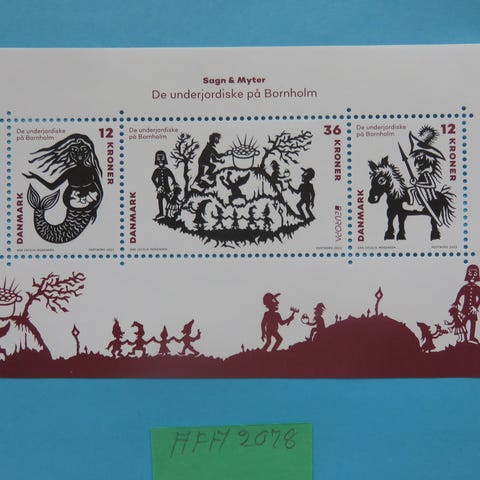 Sagn & Myter
De underjordiske på Bornholm
De underjordiske
på Bornholm
12
KRONER
DANMARK
De underjordiske
på Bornholm
36
KRONER
DANMARK
EUROPA
De underjordiske
på Bornholm
12
KRONER
DANMARK
AFA 2078